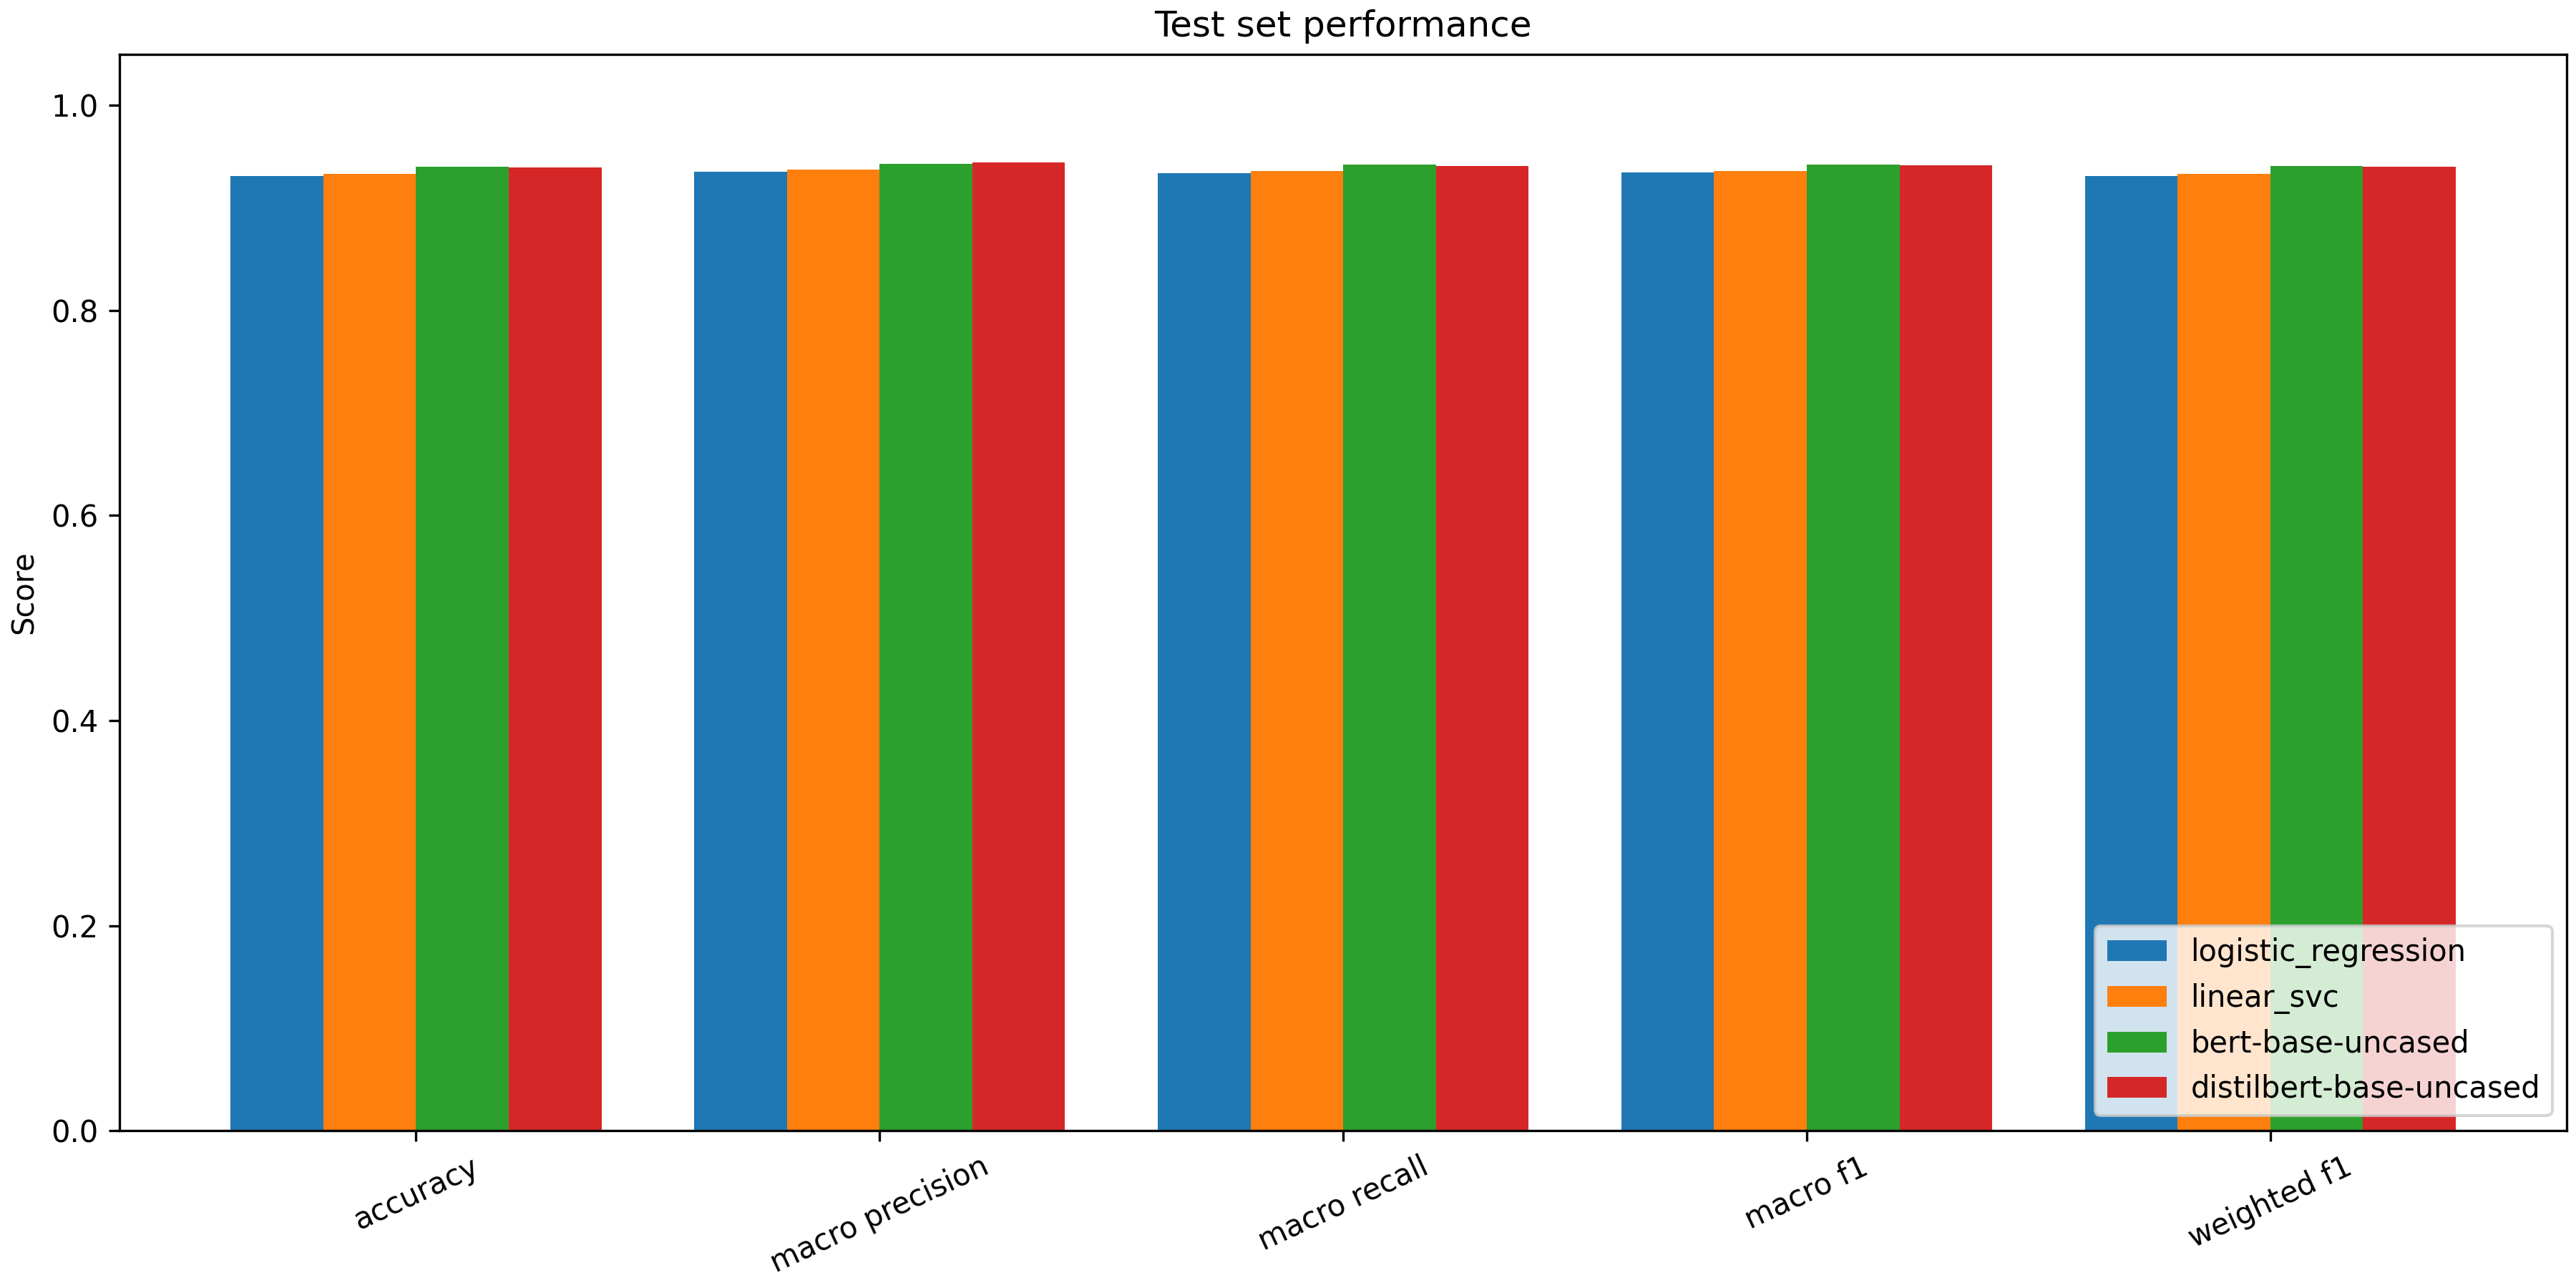 Test set performance
Score
1.0
0.8
0.6
0.4
0.2
0.0
logistic_regression
linear_svc
bert-base-uncased
distilbert-base-uncased
accuracy
macro precision
macro recall
macro f1
weighted f1